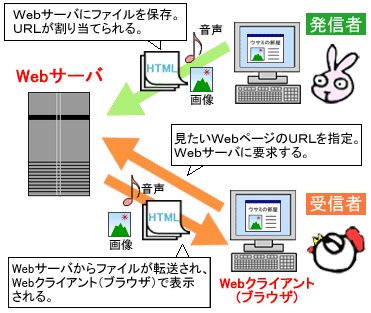 Webサーバにファイルを保存。
URLが割り当てられる。
発信者
音声
HTML
画像
ウサミの部屋
Webサーバ
見たいWebページのURLを指定。
Webサーバに要求する。
受信者
音声
HTML
画像
ウサミの部屋
Webサーバからファイルが転送され、
Webクライアント（ブラウザ）で表示
される。
Webクライアント
（ブラウザ）